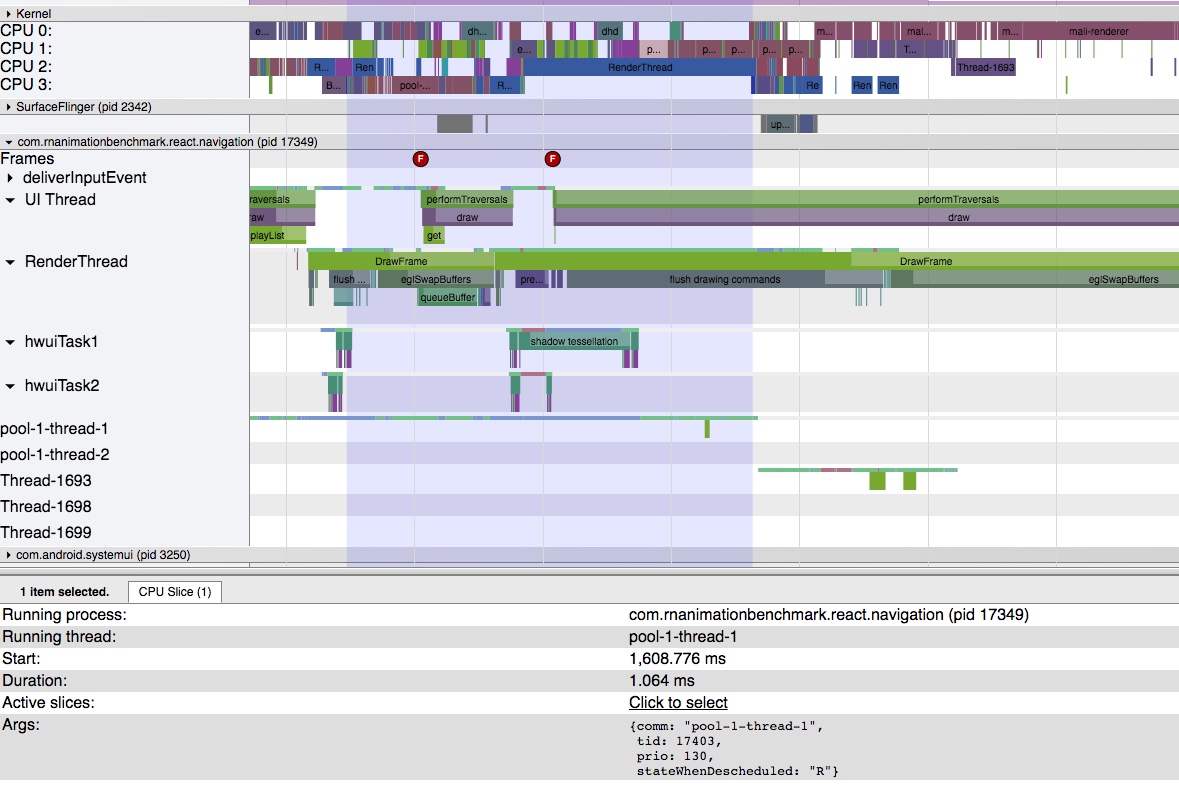 Kernel
CPU 0: e... dh... dhd m... mal... m... mali-renderer
CPU 1: e... p... p... p... p... p... T...
CPU 2: R... Ren RenderThread Thread-1693
CPU 3: B... pool-... R... Re Ren Ren
SurfaceFlinger (pid 2342)
up...
com.rnanimationbenchmark.react.navigation (pid 17349)
Frames F F
deliverInputEvent
UI Thread raversals performTraversals performTraversals
aw draw draw
playList get
RenderThread DrawFrame DrawFrame
flush ... eglSwapBuffers pre... flush drawing commands eglSwapBuffers
queueBuffer
hwuiTask1 shadow tessellation
hwuiTask2
pool-1-thread-1
pool-1-thread-2
Thread-1693
Thread-1698
Thread-1699
com.android.systemui (pid 3250)
1 item selected. CPU Slice (1)
Running process: com.rnanimationbenchmark.react.navigation (pid 17349)
Running thread: pool-1-thread-1
Start: 1,608.776 ms
Duration: 1.064 ms
Active slices: Click to select
Args: {comm: "pool-1-thread-1",
tid: 17403,
prio: 130,
stateWhenDescheduled: "R"}